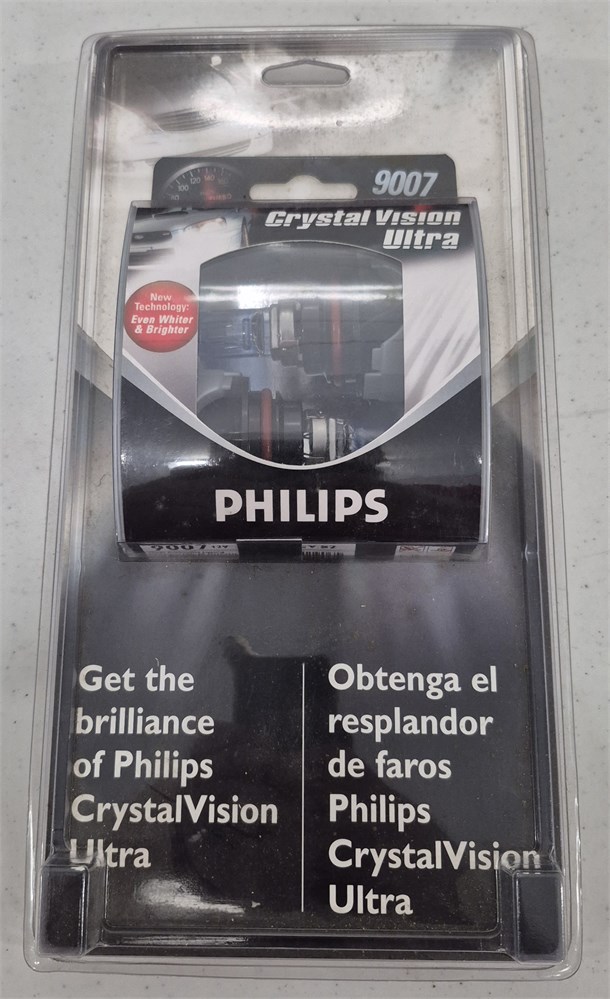 9007
Crystal Vision
Ultra
New
Technology:
Even Whiter
& Brighter
PHILIPS
9007
Get the
brilliance
of Philips
CrystalVision
Ultra
Obtenga el
resplandor
de faros
Philips
CrystalVision
Ultra